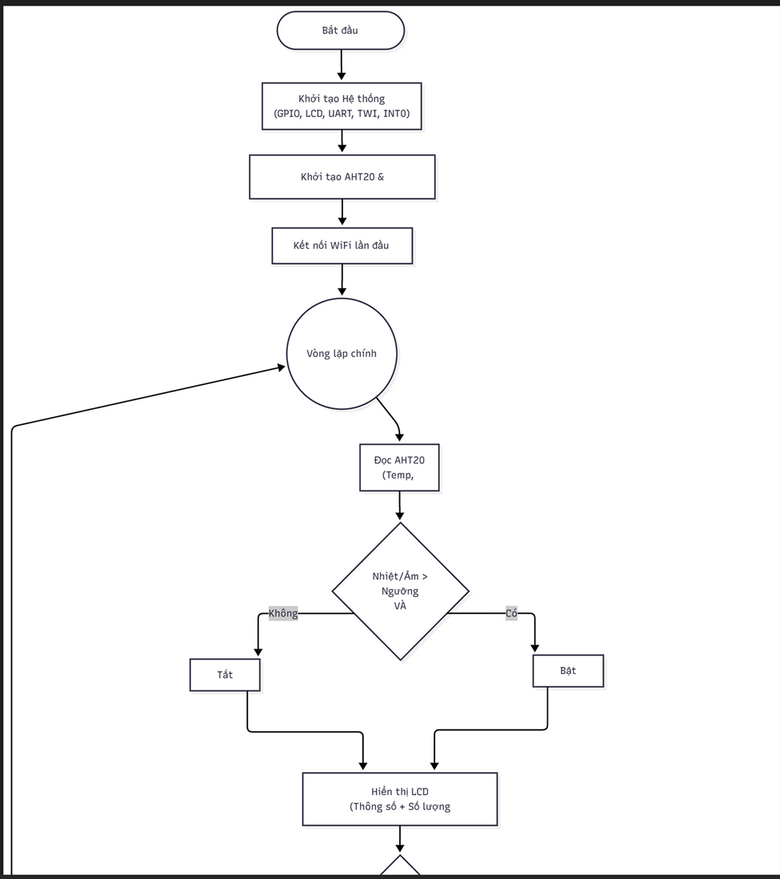 Bắt đầu
Khởi tạo Hệ thống
(GPIO, LCD, UART, TWI, INT0)
Khởi tạo AHT20 &
Kết nối WiFi lần đầu
Vòng lặp chính
Đọc AHT20
(Temp,
Nhiệt/Ẩm >
Ngưỡng
VÀ
Không
Có
Tắt
Bật
Hiển thị LCD
(Thông số + Số lượng